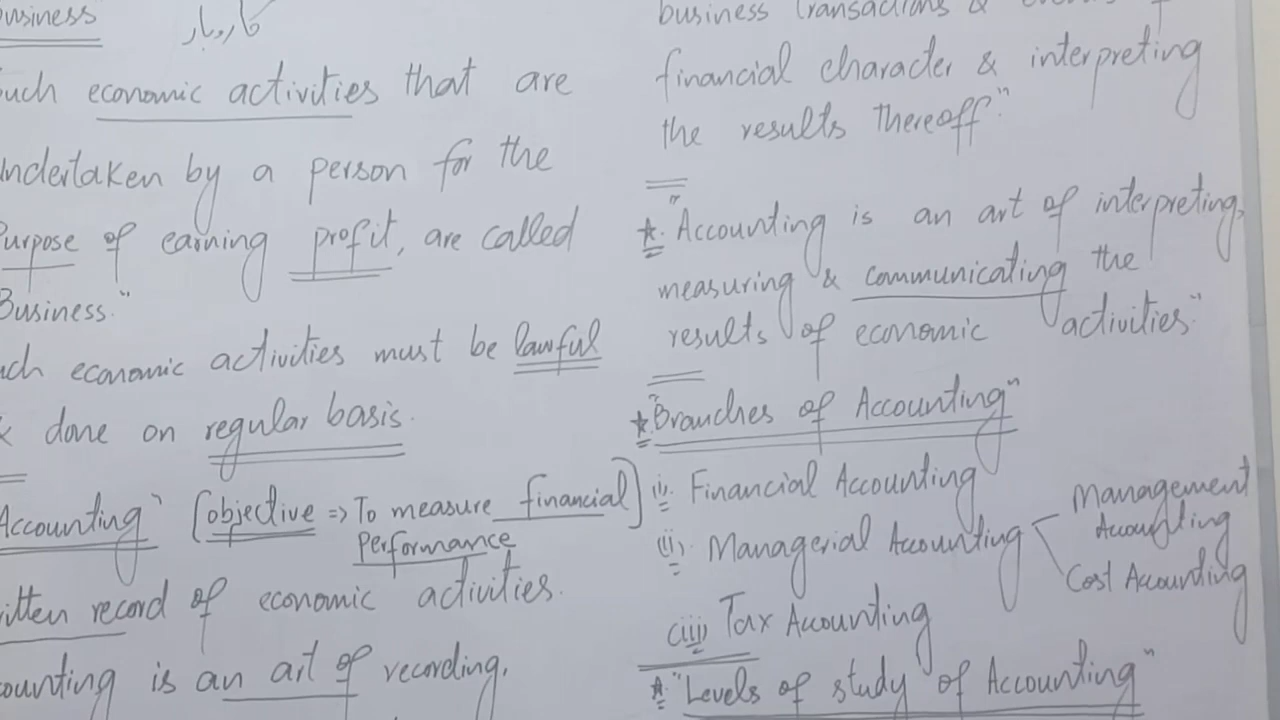 usiness" کاروبار
uch economic activities that are
ndertaken by a person for the
Purpose of earning profit, are called
Business."
uch economic activities must be lawful
& done on regular basis.
Accounting" [objective => To measure financial]
Performance
itten record of economic activities.
ounting is an art of recording,
business transactions &
financial character & interpreting
the results thereoff"
* "Accounting is an art of interpreting,
measuring & communicating the
results of economic activities"
* "Branches of Accounting"
(i). Financial Accounting
(ii). Managerial Accounting
Management
Accounting
Cost Accounting
(iii) Tax Accounting
* "Levels of study of Accounting"